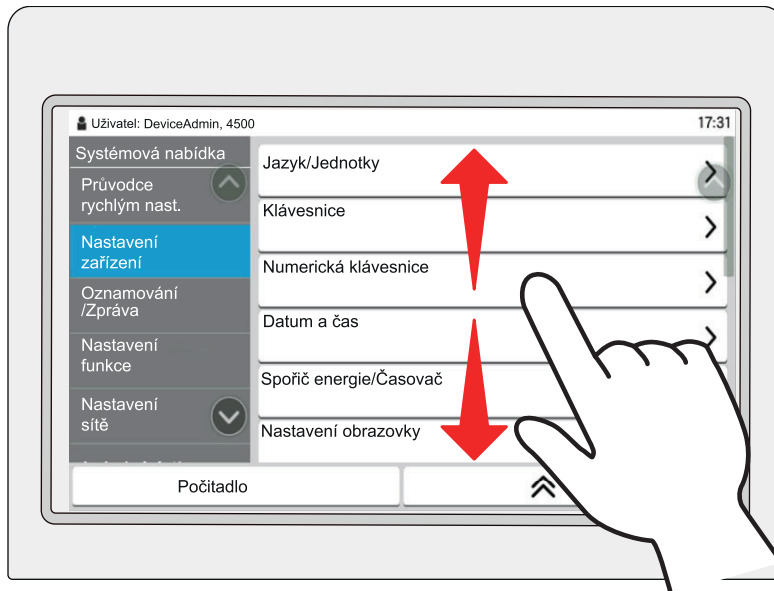 Uživatel: DeviceAdmin, 4500
17:31
Systémová nabídka
Průvodce
rychlým nast.
Nastavení
zařízení
Oznamování
/Zpráva
Nastavení
funkce
Nastavení
sítě
Jazyk/Jednotky
Klávesnice
Numerická klávesnice
Datum a čas
Spořič energie/Časovač
Nastavení obrazovky
Počitadlo